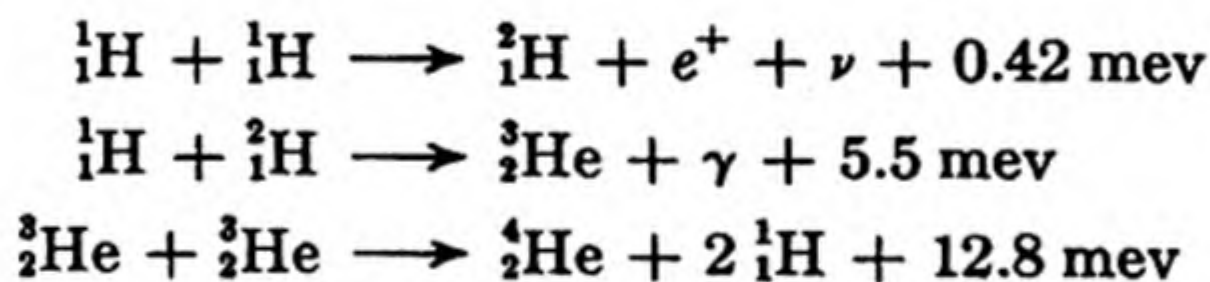 ¹₁H + ¹₁H ⟶ ²₁H + e⁺ + ν + 0.42 mev
¹₁H + ²₁H ⟶ ³₂He + γ + 5.5 mev
³₂He + ³₂He ⟶ ⁴₂He + 2 ¹₁H + 12.8 mev